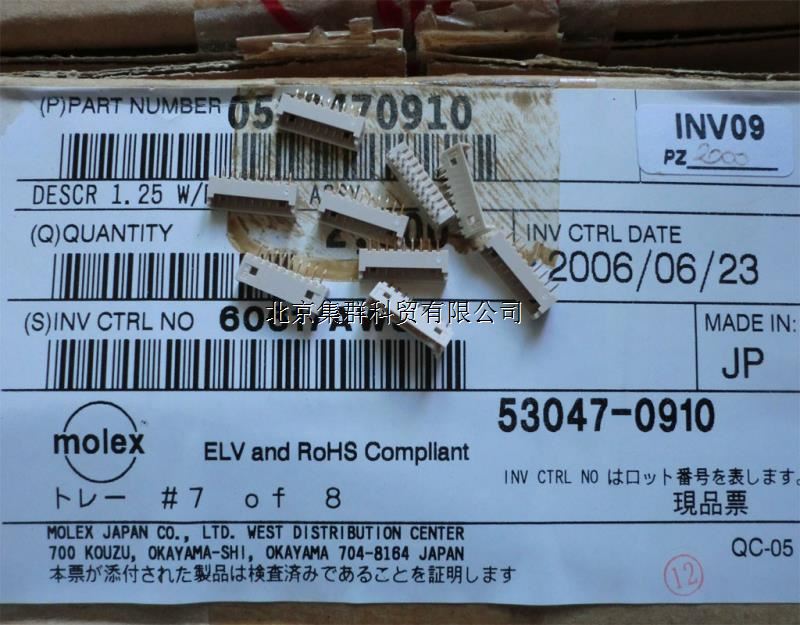 (P)PART NUMBER
INV09
PZ 2000
DESCR 1.25 W/
(Q)QUANTITY
INV CTRL DATE
2006/06/23
北京集群科贸有限公司
(S)INV CTRL NO
MADE IN:
JP
53047-0910
molex
ELV and RoHS Compliant
INV CTRL NO はロット番号を表します。
トレー #7 of 8
現品票
MOLEX JAPAN CO., LTD. WEST DISTRIBUTION CENTER
700 KOUZU, OKAYAMA-SHI, OKAYAMA 704-8164 JAPAN
QC-05
本票が添付された製品は検査済みであることを証明します
12